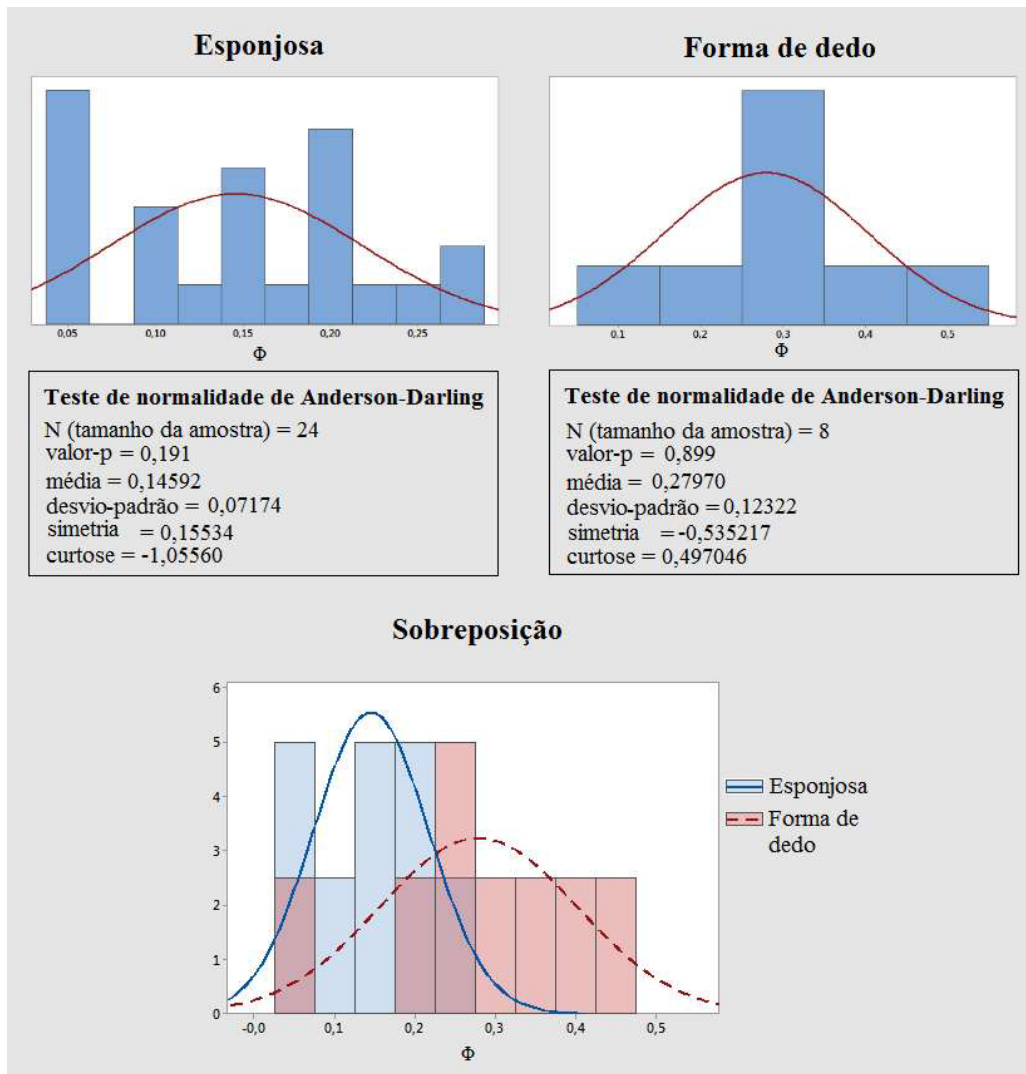 Esponjosa
0,05 0,10 0,15 0,20 0,25
Φ
Teste de normalidade de Anderson-Darling
N (tamanho da amostra) = 24
valor-p = 0,191
média = 0,14592
desvio-padrão = 0,07174
simetria = 0,15534
curtose = -1,05560
Forma de dedo
0,1 0,2 0,3 0,4 0,5
Φ
Teste de normalidade de Anderson-Darling
N (tamanho da amostra) = 8
valor-p = 0,899
média = 0,27970
desvio-padrão = 0,12322
simetria =-0,535217
curtose = 0,497046
Sobreposição
6
5
4
3
2
1
0
-0,0 0,1 0,2 0,3 0,4 0,5
Φ
Esponjosa
Forma de
dedo